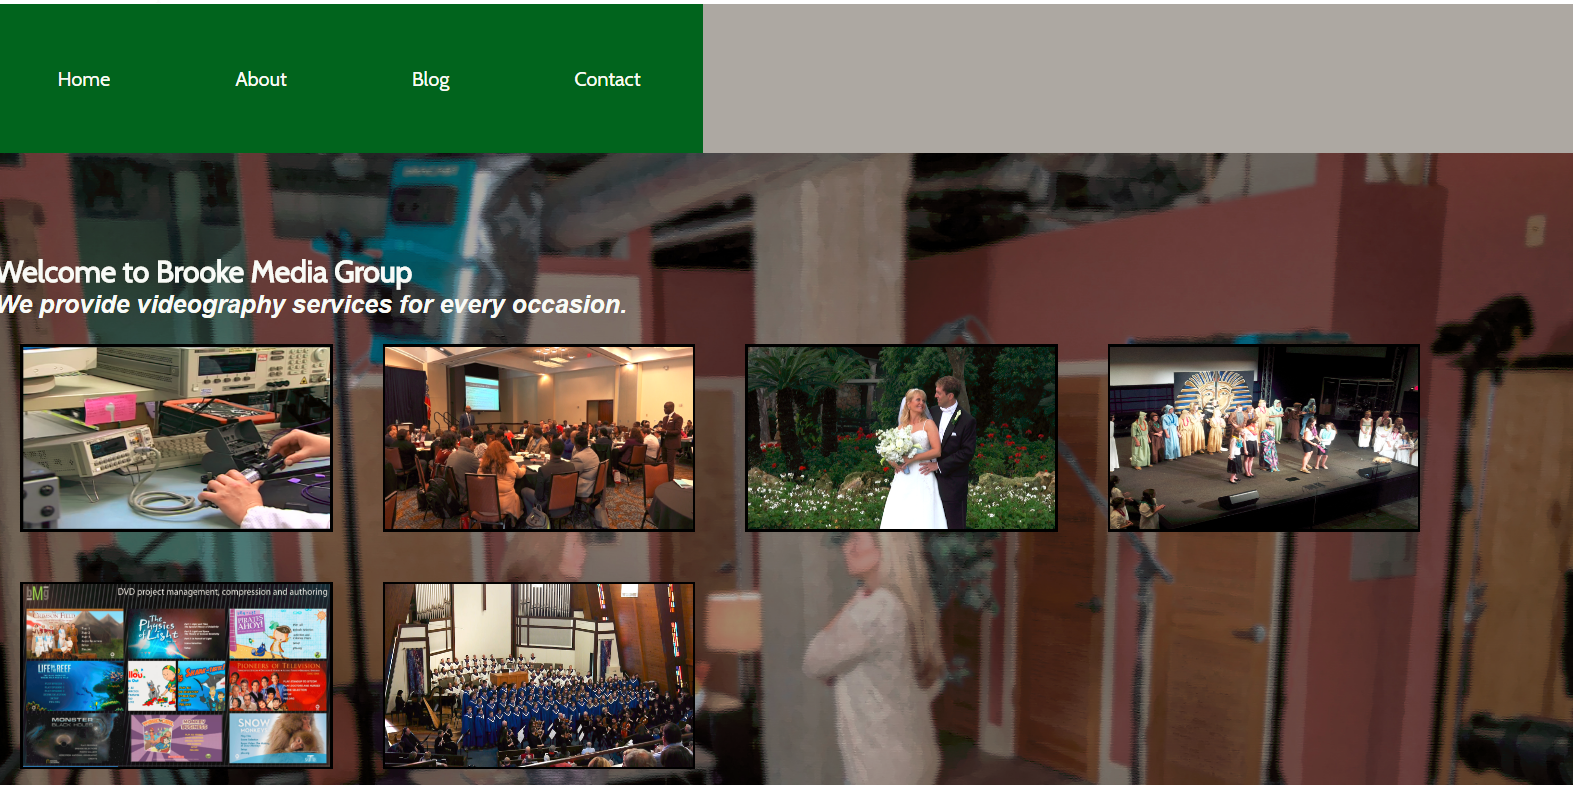 Home About Blog Contact
Welcome to Brooke Media Group
We provide videography services for every occasion.
DVD project management, compression and authoring
The
Physics
of Light
PIRATES
AHOY!
LIFE ON THE REEF
PIONEERS OF TELEVISION
MONSTER
BLACK HOLES
MONKEY
BUSINESS
SNOW